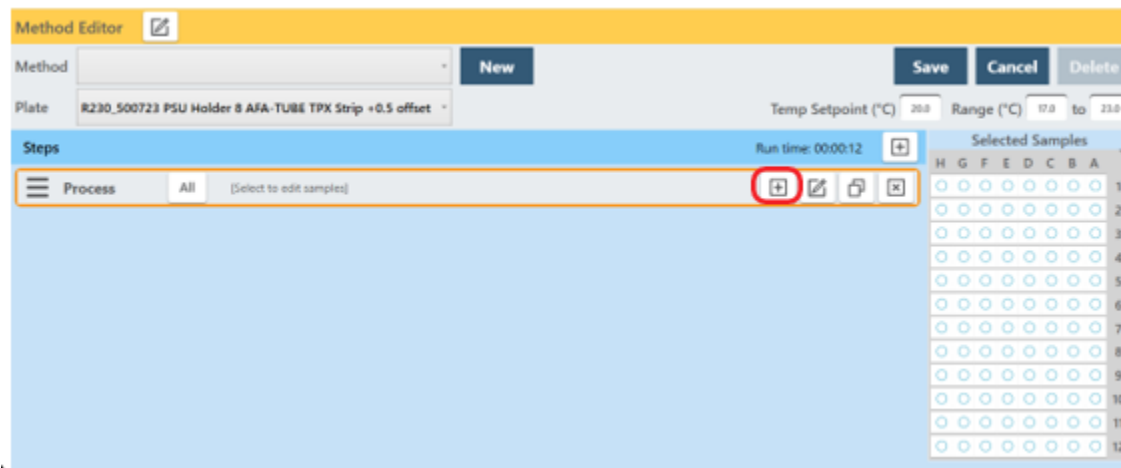 Method Editor
Method New Save Cancel Delete
Plate R230_500723 PSU Holder 8 AFA-TUBE TPX Strip +0.5 offset Temp Setpoint (°C) 20.0 Range (°C) 17.0 to 23.0
Steps Run time: 00:00:12 Selected Samples
H G F E D C B A
Process All [Select to edit samples] 1
2
3
4
5
6
7
8
9
10
11
12